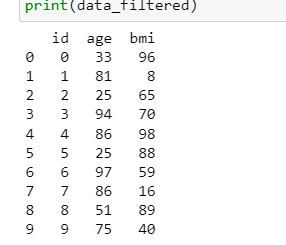 print(data_filtered)
id age bmi
0 0 33 96
1 1 81 8
2 2 25 65
3 3 94 70
4 4 86 98
5 5 25 88
6 6 97 59
7 7 86 16
8 8 51 89
9 9 75 40